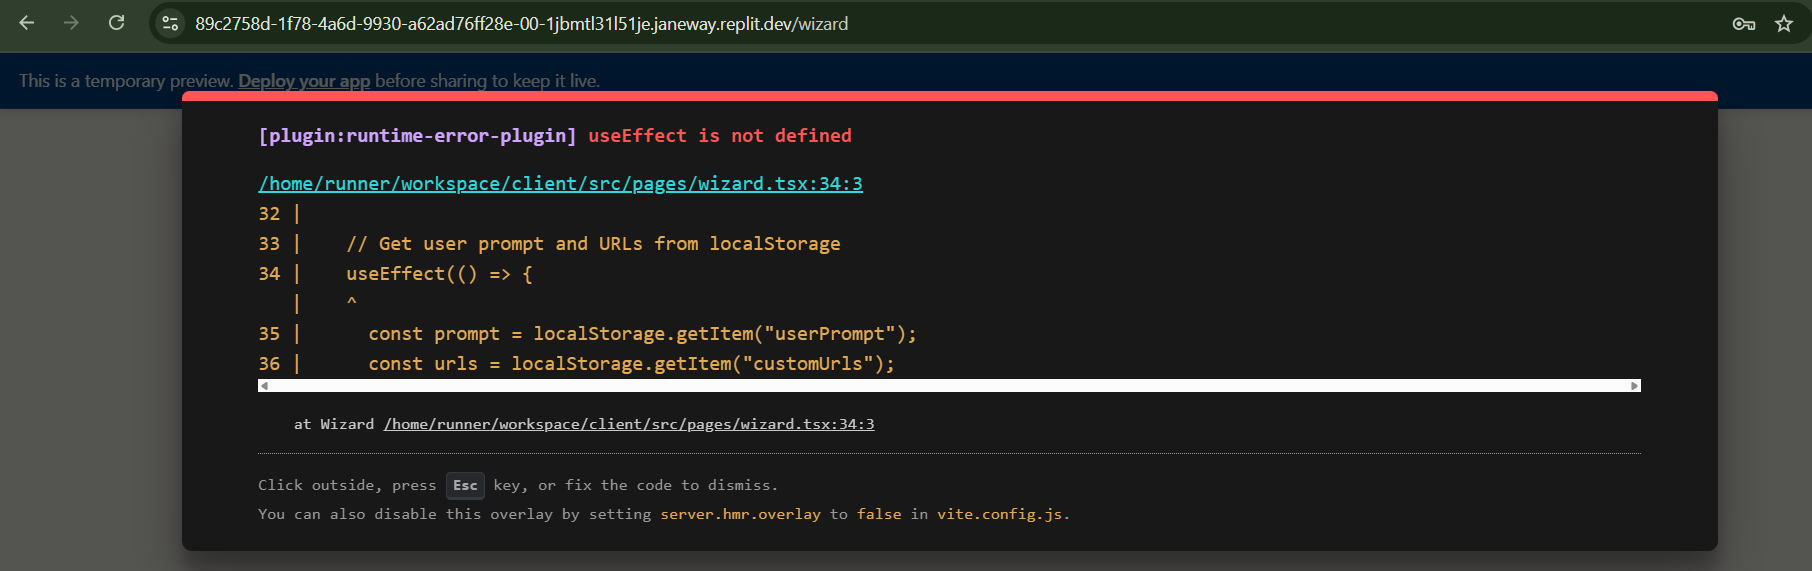 89c2758d-1f78-4a6d-9930-a62ad76ff28e-00-1jbmtl31l51je.janeway.replit.dev/wizard
This is a temporary preview. Deploy your app before sharing to keep it live.
[plugin:runtime-error-plugin] useEffect is not defined
/home/runner/workspace/client/src/pages/wizard.tsx:34:3
32 |
33 |    // Get user prompt and URLs from localStorage
34 |    useEffect(() => {
   |    ^
35 |      const prompt = localStorage.getItem("userPrompt");
36 |      const urls = localStorage.getItem("customUrls");
at Wizard /home/runner/workspace/client/src/pages/wizard.tsx:34:3
Click outside, press Esc key, or fix the code to dismiss.
You can also disable this overlay by setting server.hmr.overlay to false in vite.config.js.